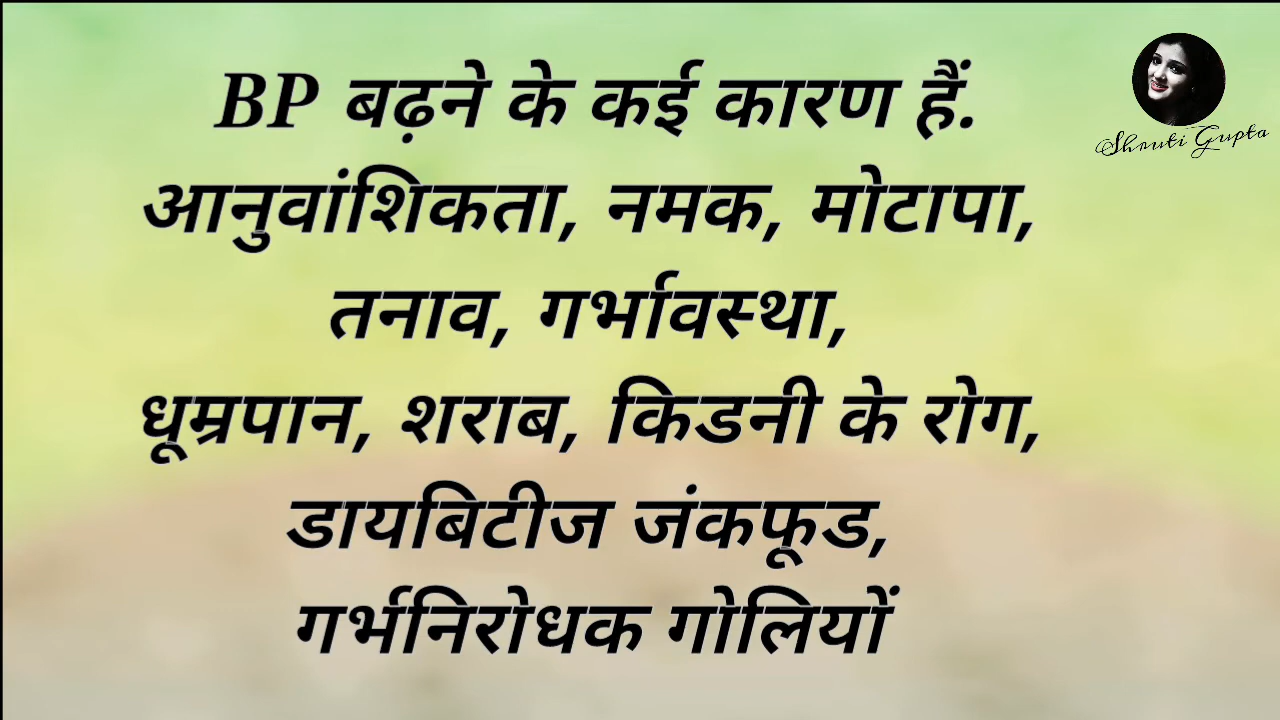 BP बढ़ने के कई कारण हैं.
आनुवांशिकता, नमक, मोटापा,
तनाव, गर्भावस्था,
धूम्रपान, शराब, किडनी के रोग,
डायबिटीज जंकफूड,
गर्भनिरोधक गोलियों
Shruti Gupta